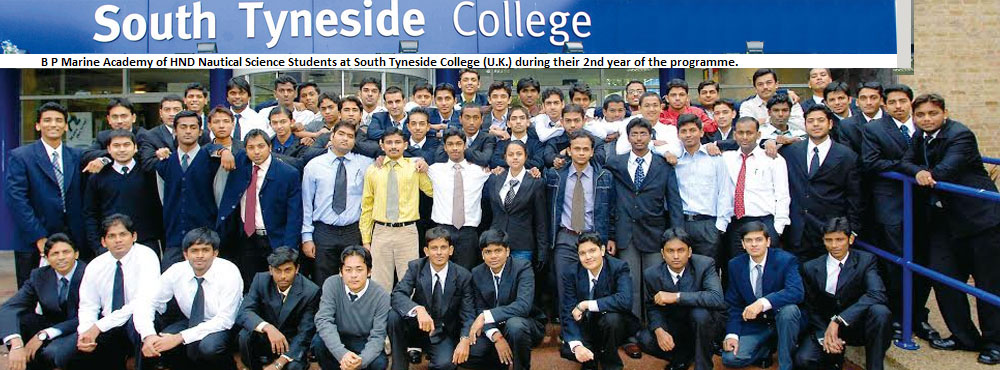 South Tyneside College
B P Marine Academy of HND Nautical Science Students at South Tyneside College (U.K.) during their 2nd year of the programme.